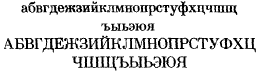 абвгдежзийклмнопрстуфхцчшщ
ъыьэюя
АБВГДЕЖЗИЙКЛМНОПРСТУФХЦ
ЧШЩЪЫЬЭЮЯ